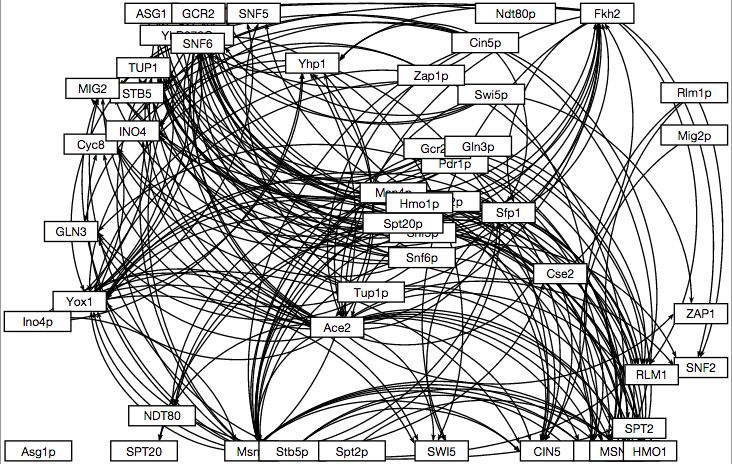 ASG1 GCR2 SNF5 Ndt80p Fkh2
SNF6 Cin5p
Yhp1
TUP1 Zap1p
MIG2 STB5 Swi5p Rlm1p
INO4 Mig2p
Cyc8 Gln3p
Pdr1p
Hmo1p
Sfp1
Spt20p
GLN3
Snf6p
Cse2
Tup1p
Yox1
Ino4p Ace2 ZAP1
SNF2
RLM1
NDT80
SPT2
Asg1p SPT20 Stb5p Spt2p SWI5 CIN5 HMO1